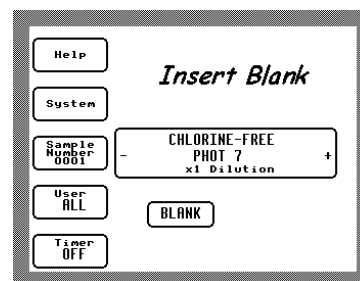 Help
Insert Blank
System
Sample
Number
0001
CHLORINE-FREE
- PHOT 7 +
x1 Dilution
User
ALL
BLANK
Timer
OFF